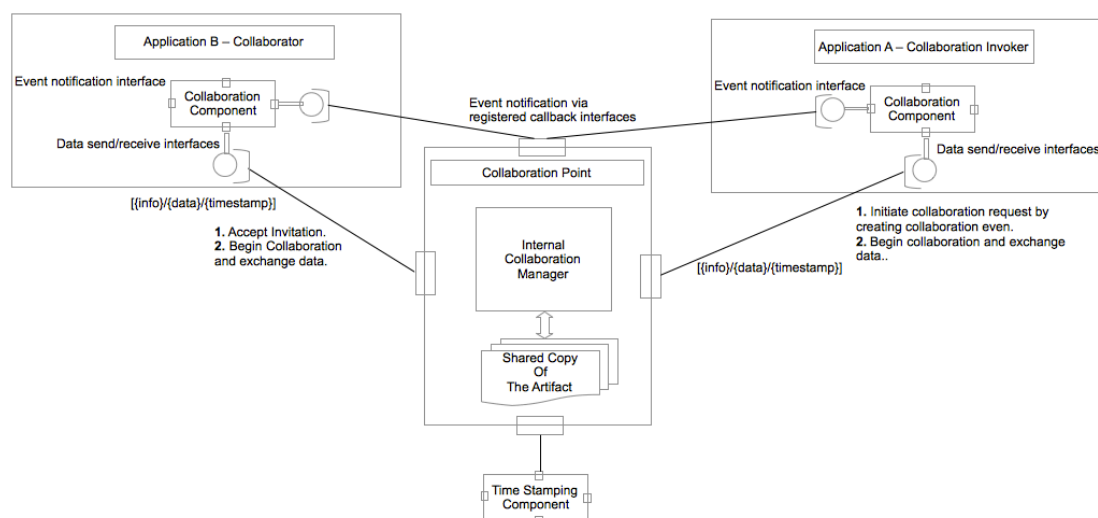 Application B – Collaborator
Event notification interface
Collaboration
Component
Data send/receive interfaces
[{info}/{data}/{timestamp}]
1. Accept Invitation.
2. Begin Collaboration
and exchange data.
Event notification via
registered callback interfaces
Collaboration Point
Internal
Collaboration
Manager
Shared Copy
Of
The Artifact
Time Stamping
Component
Application A – Collaboration Invoker
Event notification interface
Collaboration
Component
Data send/receive interfaces
1. Initiate collaboration request by
creating collaboration even.
2. Begin collaboration and exchange
data..
[{info}/{data}/{timestamp}]